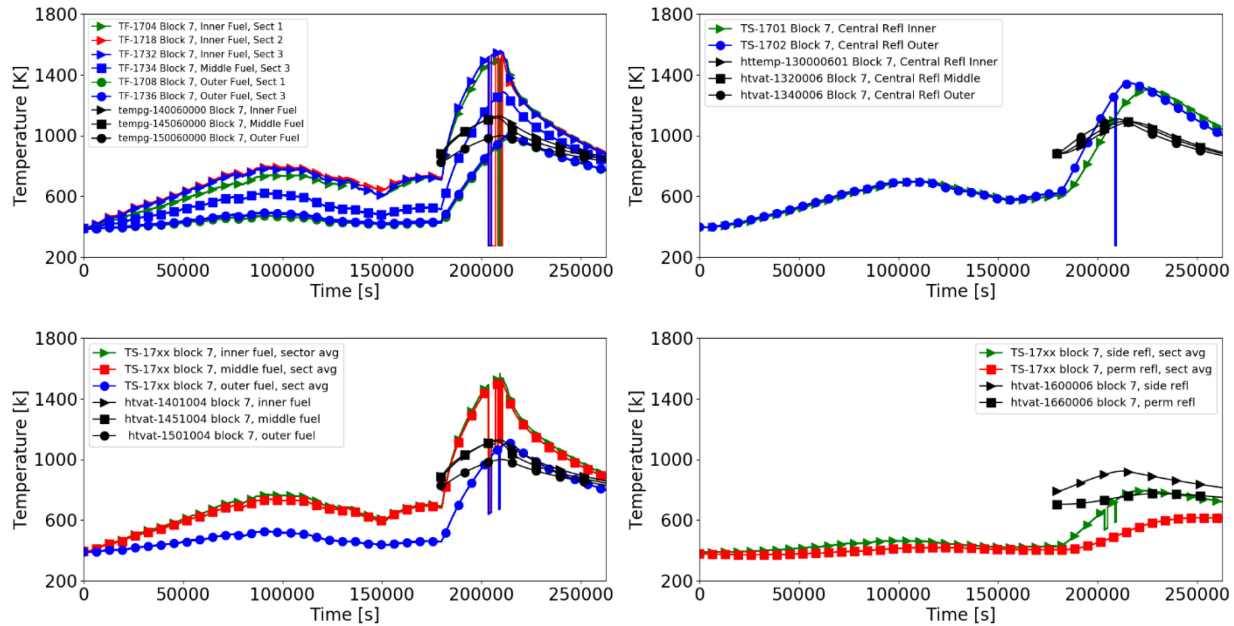 1800
1400
1000
600
200
Temperature [K]
TF-1704 Block 7, Inner Fuel, Sect 1
TF-1718 Block 7, Inner Fuel, Sect 2
TF-1732 Block 7, Inner Fuel, Sect 3
TF-1734 Block 7, Middle Fuel, Sect 3
TF-1708 Block 7, Outer Fuel, Sect 1
TF-1736 Block 7, Outer Fuel, Sect 3
tempg-140060000 Block 7, Inner Fuel
tempg-145060000 Block 7, Middle Fuel
tempg-150060000 Block 7, Outer Fuel
0 50000 100000 150000 200000 250000
Time [s]
1800
1400
1000
600
200
Temperature [K]
TS-1701 Block 7, Central Refl Inner
TS-1702 Block 7, Central Refl Outer
httemp-130000601 Block 7, Central Refl Inner
htvat-1320006 Block 7, Central Refl Middle
htvat-1340006 Block 7, Central Refl Outer
0 50000 100000 150000 200000 250000
Time [s]
1800
1400
1000
600
200
Temperature [K]
TS-17xx block 7, inner fuel, sector avg
TS-17xx block 7, middle fuel, sect avg
TS-17xx block 7, outer fuel, sect avg
htvat-1401004 block 7, inner fuel
htvat-1451004 block 7, middle fuel
htvat-1501004 block 7, outer fuel
0 50000 100000 150000 200000 250000
Time [s]
1800
1400
1000
600
200
Temperature [K]
TS-17xx block 7, side refl, sect avg
TS-17xx block 7, perm refl, sect avg
htvat-1600006 block 7, side refl
htvat-1660006 block 7, perm refl
0 50000 100000 150000 200000 250000
Time [s]